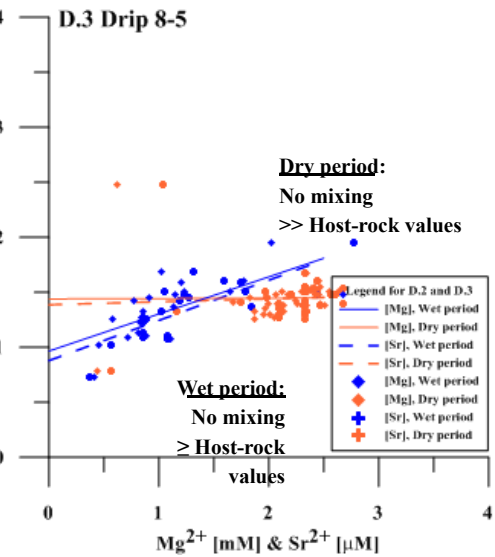 D.3 Drip 8-5
4
3
2
1
0
Dry period:
No mixing
>> Host-rock values
Legend for D.2 and D.3
[Mg], Wet period
[Mg], Dry period
[Sr], Wet period
[Sr], Dry period
[Mg], Wet period
[Mg], Dry period
[Sr], Wet period
[Sr], Dry period
Wet period:
No mixing
≥ Host-rock
values
0 1 2 3 4
Mg²⁺ [mM] & Sr²⁺ [µM]